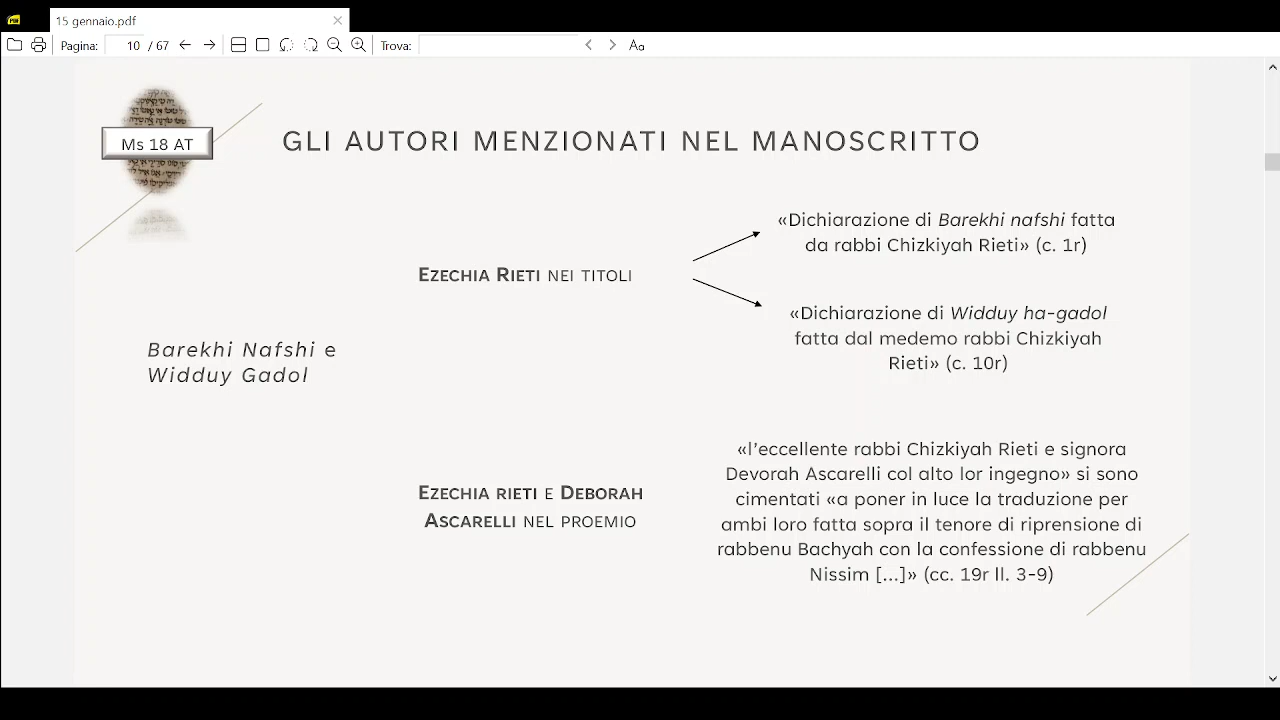 15 gennaio.pdf
Pagina: 10 / 67 Trova: Aa
Ms 18 AT
GLI AUTORI MENZIONATI NEL MANOSCRITTO
Barekhi Nafshi e
Widduy Gadol
EZECHIA RIETI NEI TITOLI
«Dichiarazione di Barekhi nafshi fatta
da rabbi Chizkiyah Rieti» (c. 1r)
«Dichiarazione di Widduy ha-gadol
fatta dal medemo rabbi Chizkiyah
Rieti» (c. 10r)
EZECHIA RIETI E DEBORAH
ASCARELLI NEL PROEMIO
«l’eccellente rabbi Chizkiyah Rieti e signora
Devorah Ascarelli col alto lor ingegno» si sono
cimentati «a poner in luce la traduzione per
ambi loro fatta sopra il tenore di riprensione di
rabbenu Bachyah con la confessione di rabbenu
Nissim [...]» (cc. 19r ll. 3-9)